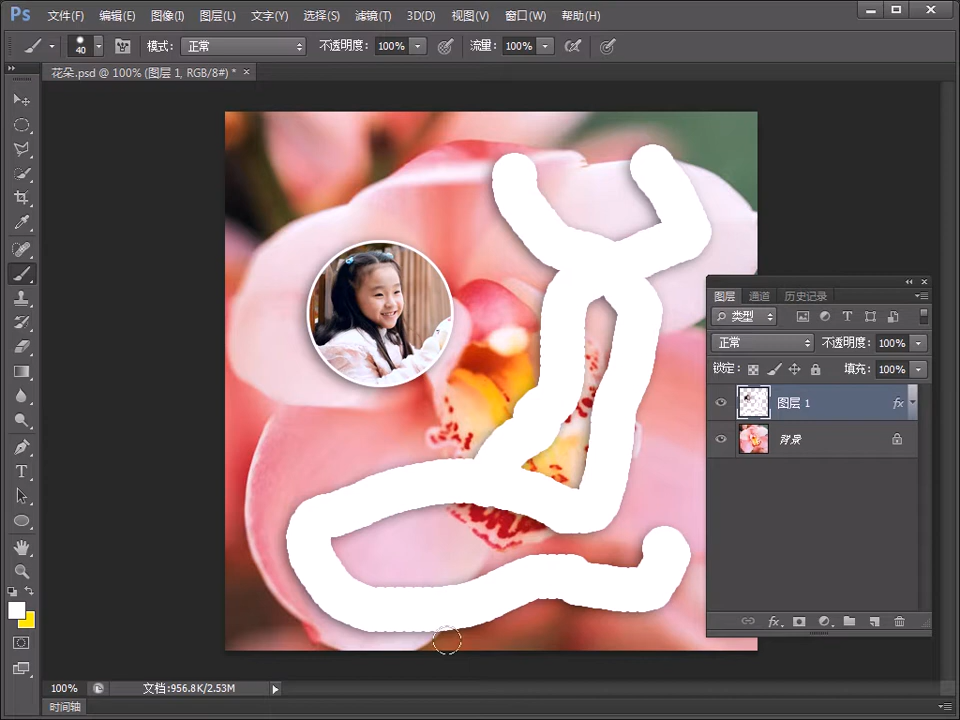 Ps 文件(F) 编辑(E) 图像(I) 图层(L) 文字(Y) 选择(S) 滤镜(T) 3D(D) 视图(V) 窗口(W) 帮助(H)
40 模式: 正常 不透明度: 100% 流量: 100%
花朵.psd @ 100% (图层 1, RGB/8#) * ×
图层 通道 历史记录
类型 T
正常 不透明度: 100%
锁定: 填充: 100%
图层 1 fx
背景
fx
T
100% 文档:956.8K/2.53M
时间轴